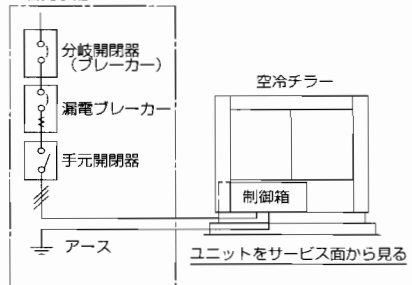 分岐開閉器
(ブレーカー)
漏電ブレーカー
手元開閉器
アース
空冷チラー
制御箱
ユニットをサービス面から見る